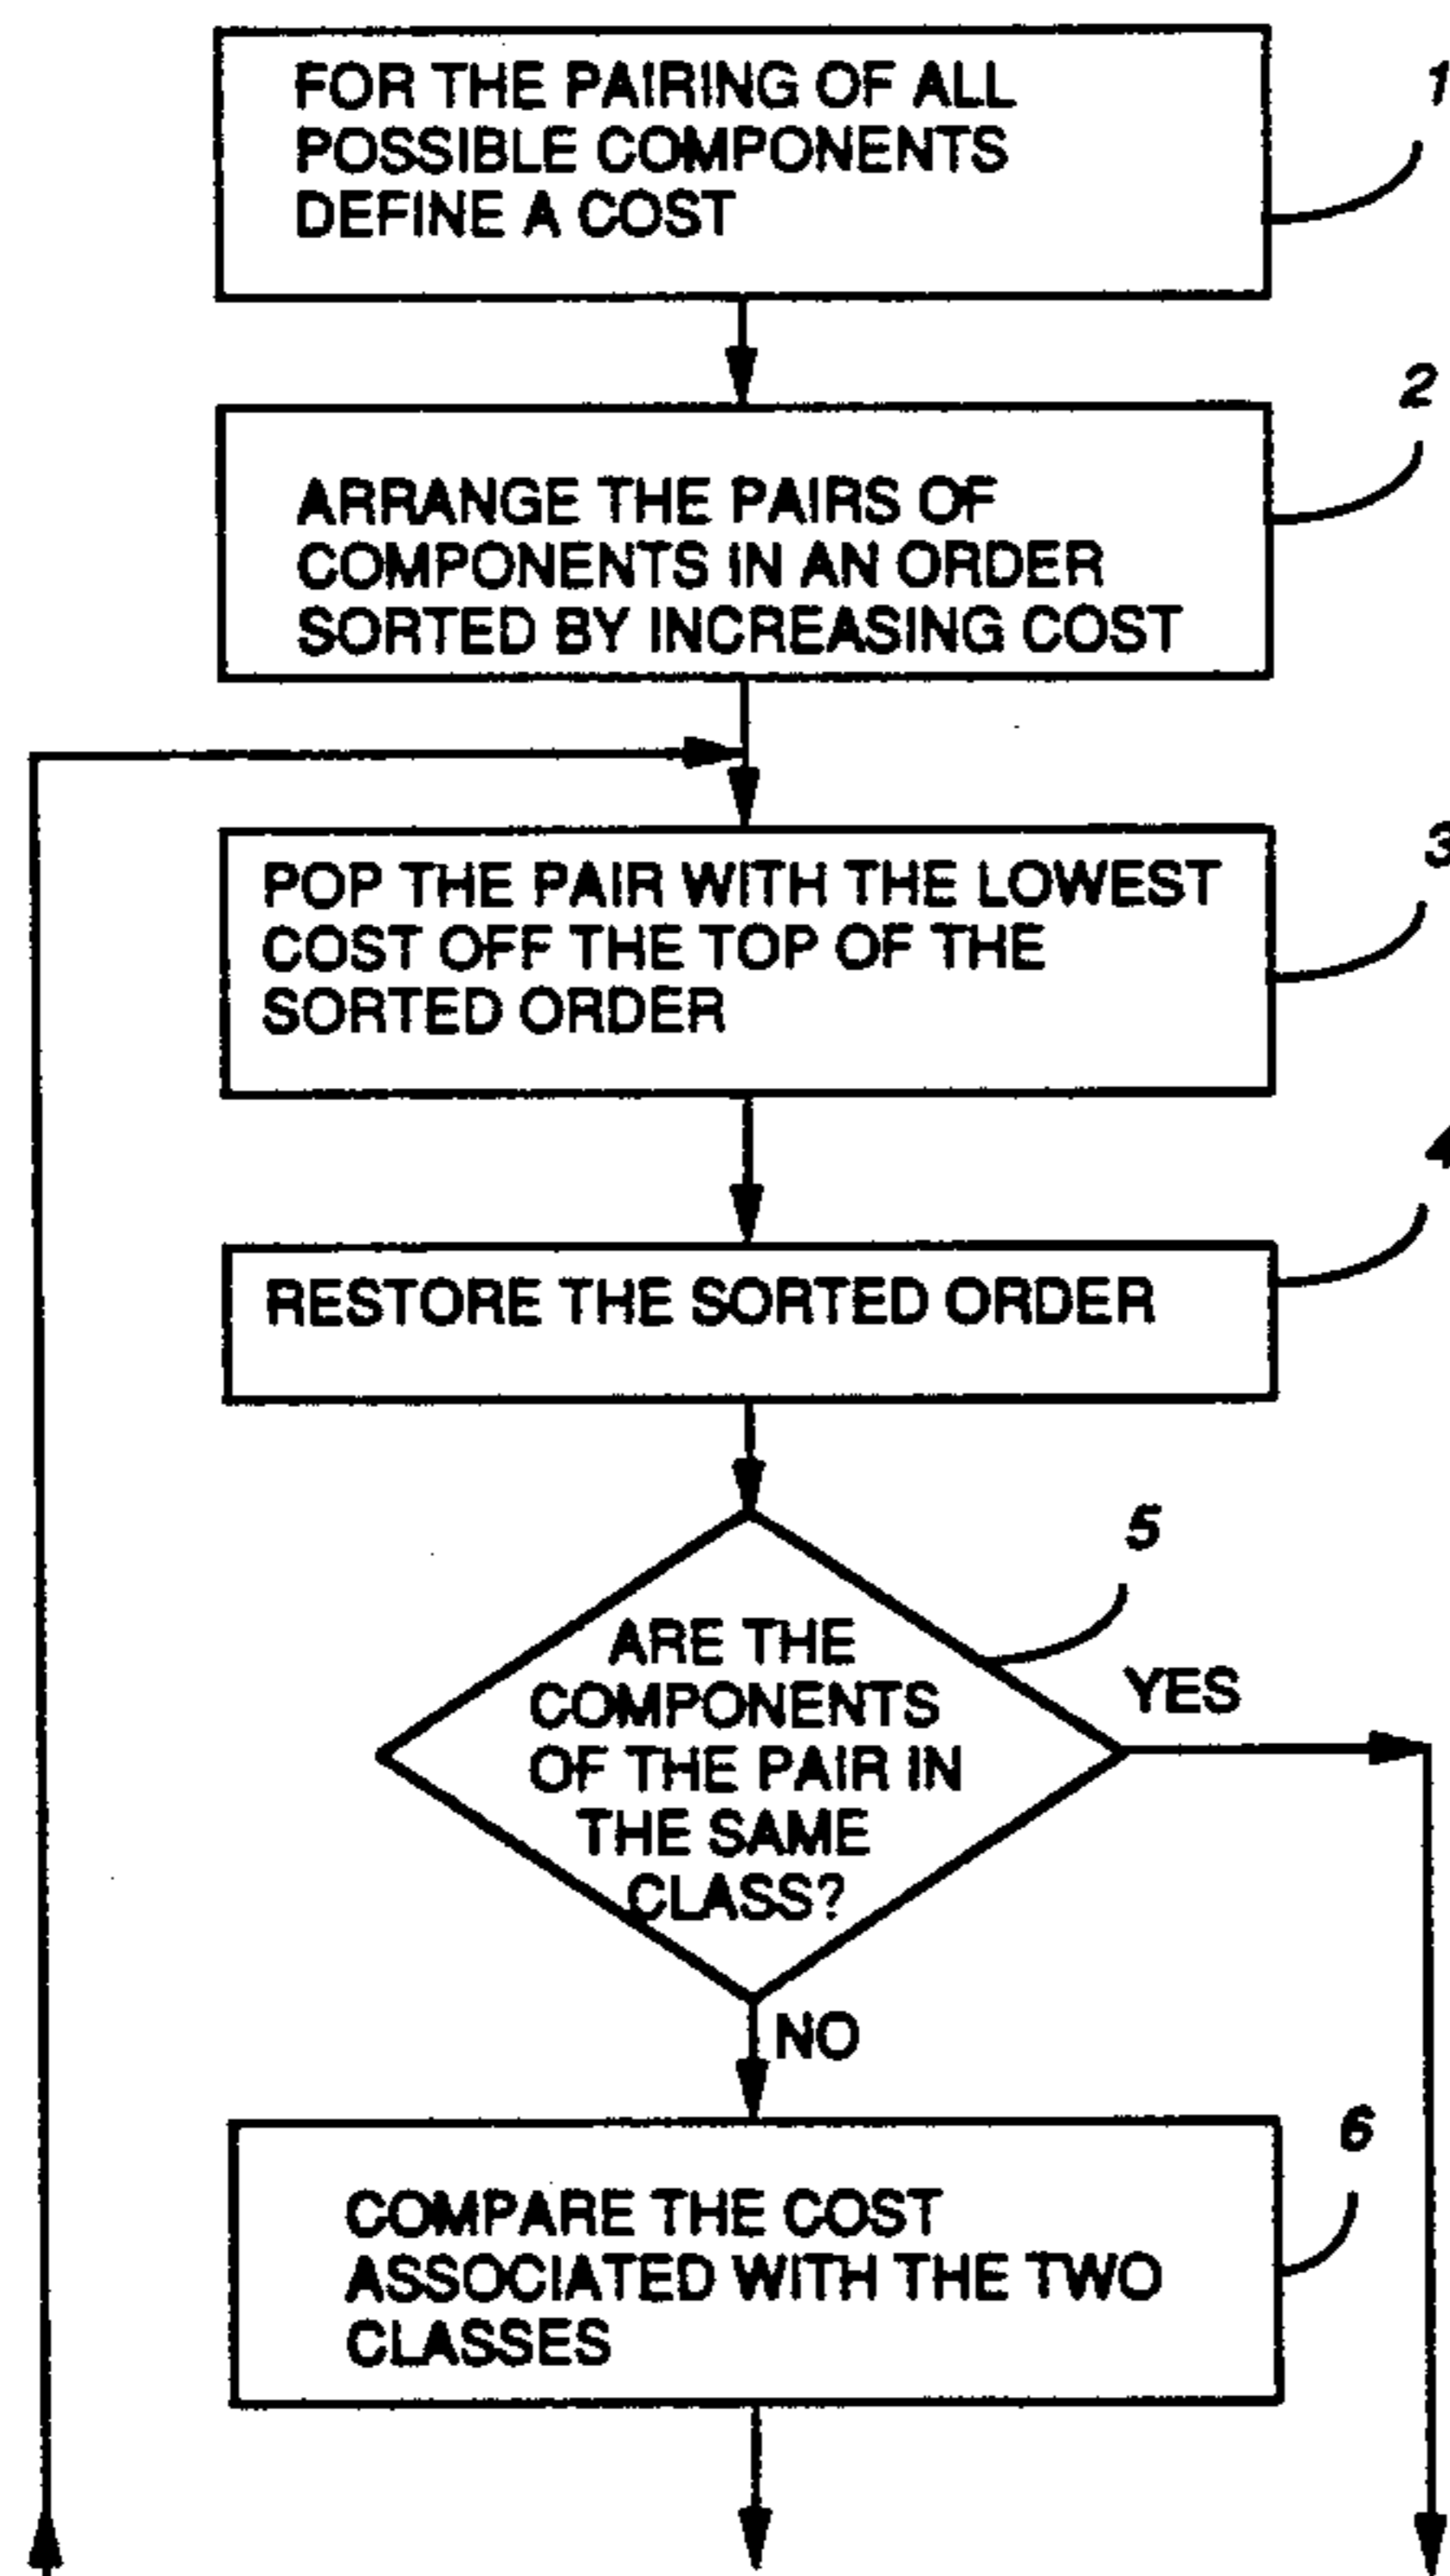 FOR THE PAIRING OF ALL
POSSIBLE COMPONENTS
DEFINE A COST
1
ARRANGE THE PAIRS OF
COMPONENTS IN AN ORDER
SORTED BY INCREASING COST
2
POP THE PAIR WITH THE LOWEST
COST OFF THE TOP OF THE
SORTED ORDER
3
RESTORE THE SORTED ORDER
4
ARE THE
COMPONENTS
OF THE PAIR IN
THE SAME
CLASS?
5
YES
NO
COMPARE THE COST
ASSOCIATED WITH THE TWO
CLASSES
6